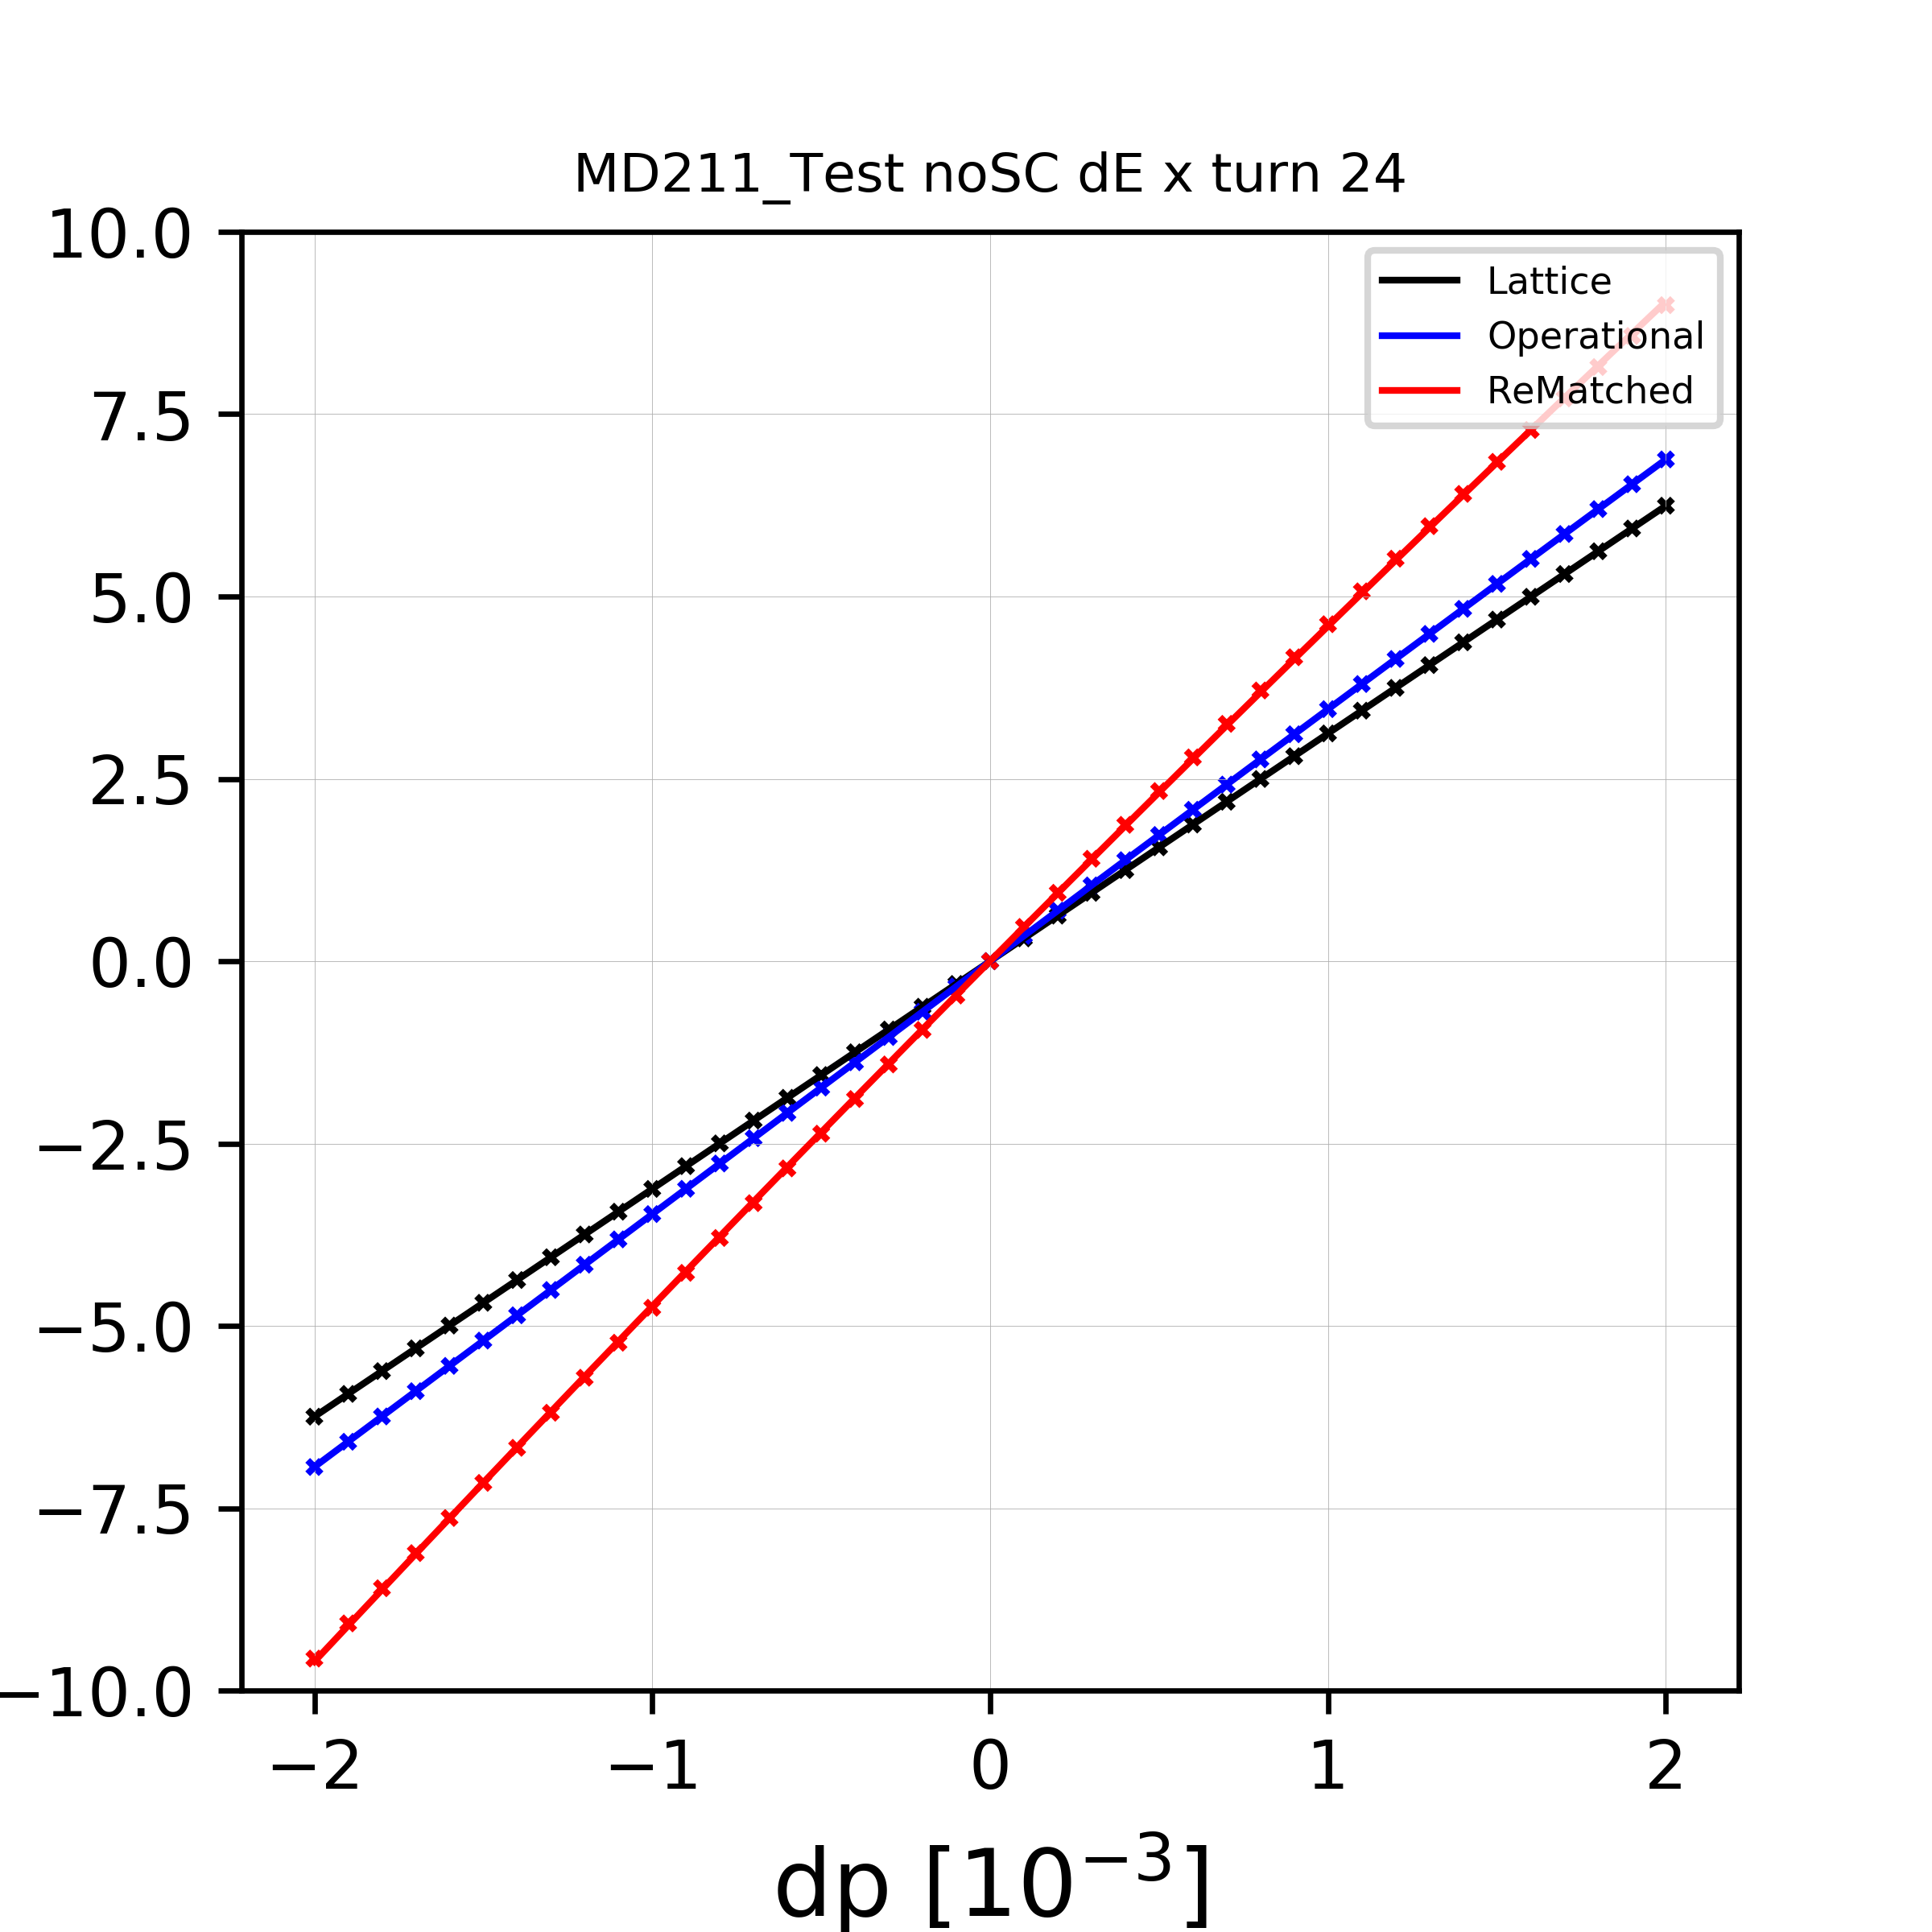 MD211_Test noSC dE x turn 24
10.0
7.5
5.0
2.5
0.0
−2.5
−5.0
−7.5
−10.0
Lattice
Operational
ReMatched
−2 −1 0 1 2
dp [10⁻³]